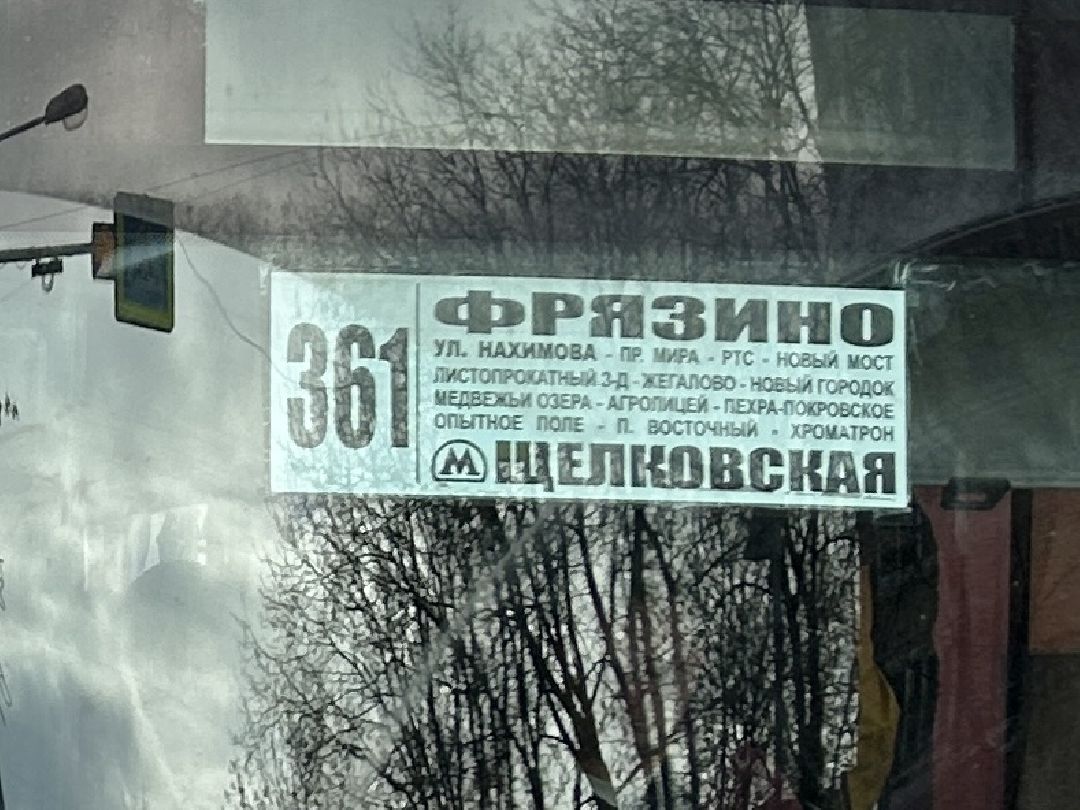 361
ФРЯЗИНО
УЛ. НАХИМОВА - ПР. МИРА - РТС - НОВЫЙ МОСТ
ЛИСТОПРОКАТНЫЙ З-Д - ЖЕГАЛОВО - НОВЫЙ ГОРОДОК
МЕДВЕЖЬИ ОЗЕРА - АГРОЛИЦЕЙ - ПЕХРА-ПОКРОВСКОЕ
ОПЫТНОЕ ПОЛЕ - П. ВОСТОЧНЫЙ - ХРОМАТРОН
М ЩЕЛКОВСКАЯ